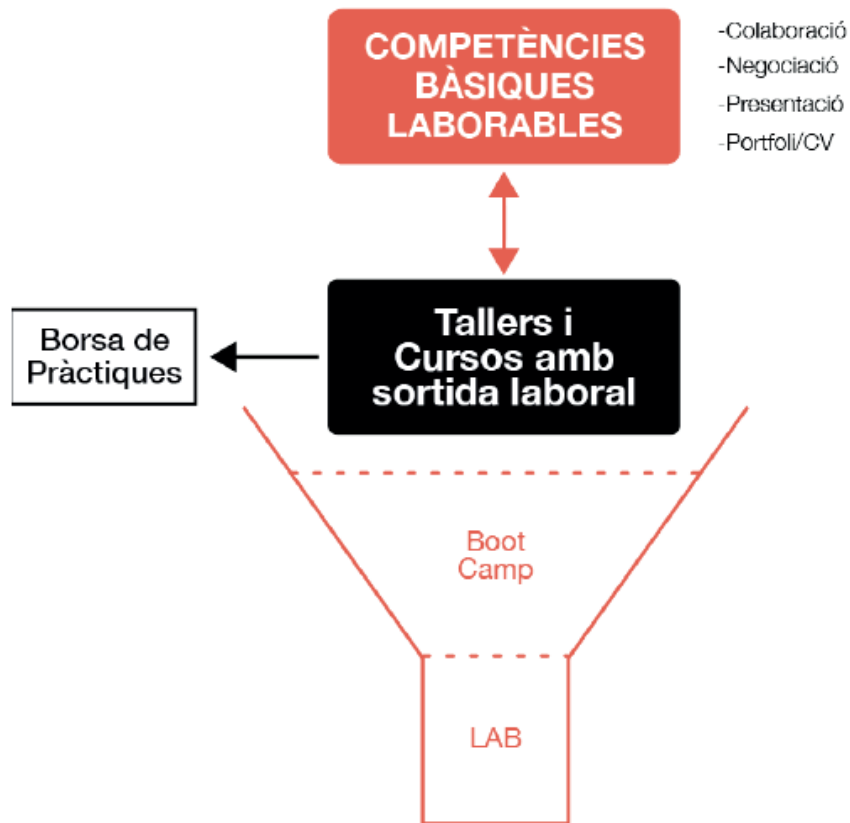 COMPETÈNCIES
BÀSIQUES
LABORABLES
-Colaboració
-Negociació
-Presentació
-Portfoli/CV
Tallers i
Cursos amb
sortida laboral
Borsa de
Pràctiques
Boot
Camp
LAB